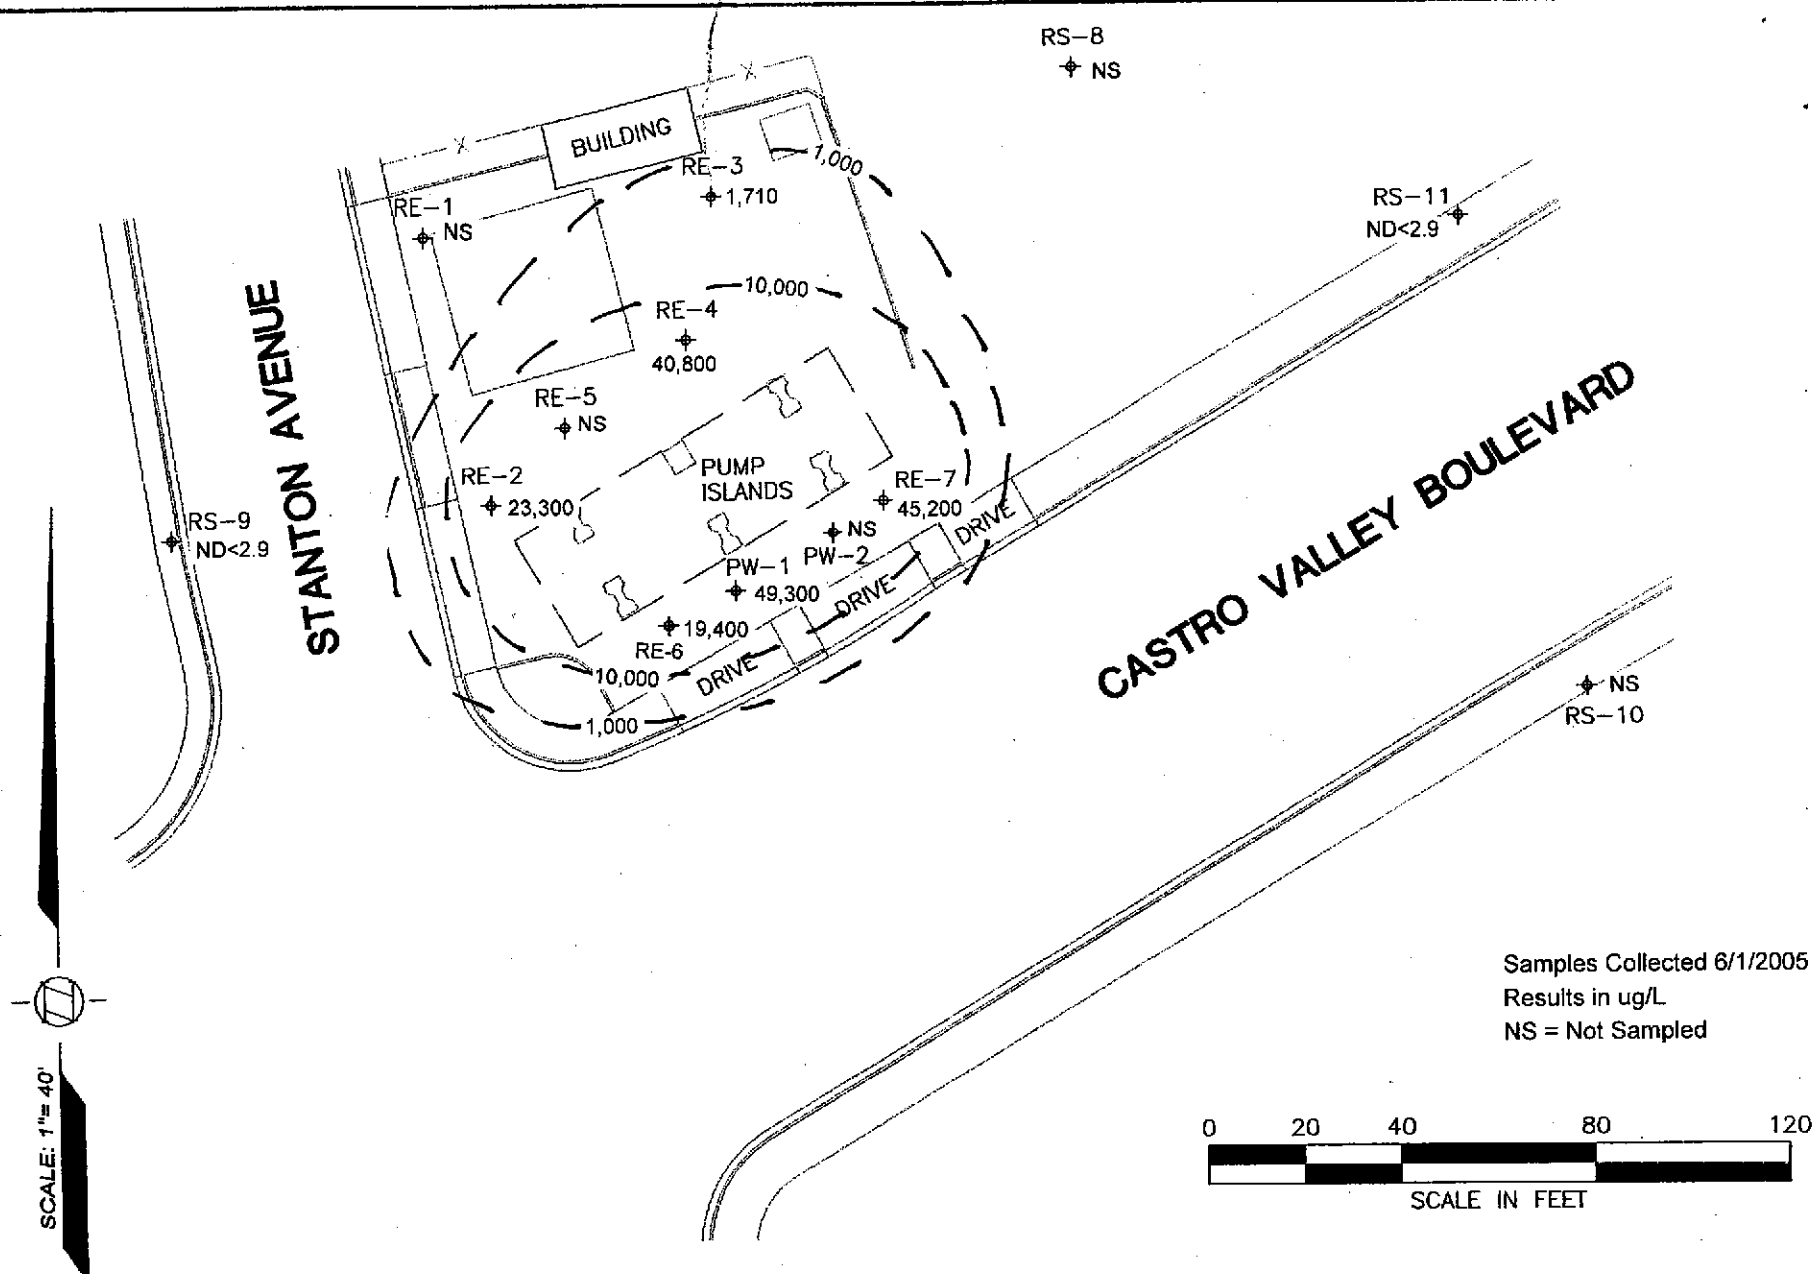 RS-8
NS
BUILDING
1,000
RE-3
1,710
RE-1
NS
RS-11
ND<2.9
10,000
RE-4
40,800
STANTON AVENUE
RE-5
NS
RE-2
23,300
PUMP
ISLANDS
RE-7
45,200
RS-9
ND<2.9
NS
PW-2
DRIVE
PW-1
49,300
DRIVE
19,400
RE-6
DRIVE
10,000
1,000
CASTRO VALLEY BOULEVARD
NS
RS-10
Samples Collected 6/1/2005
Results in ug/L
NS = Not Sampled
SCALE: 1"= 40'
0 20 40 80 120
SCALE IN FEET
X
X